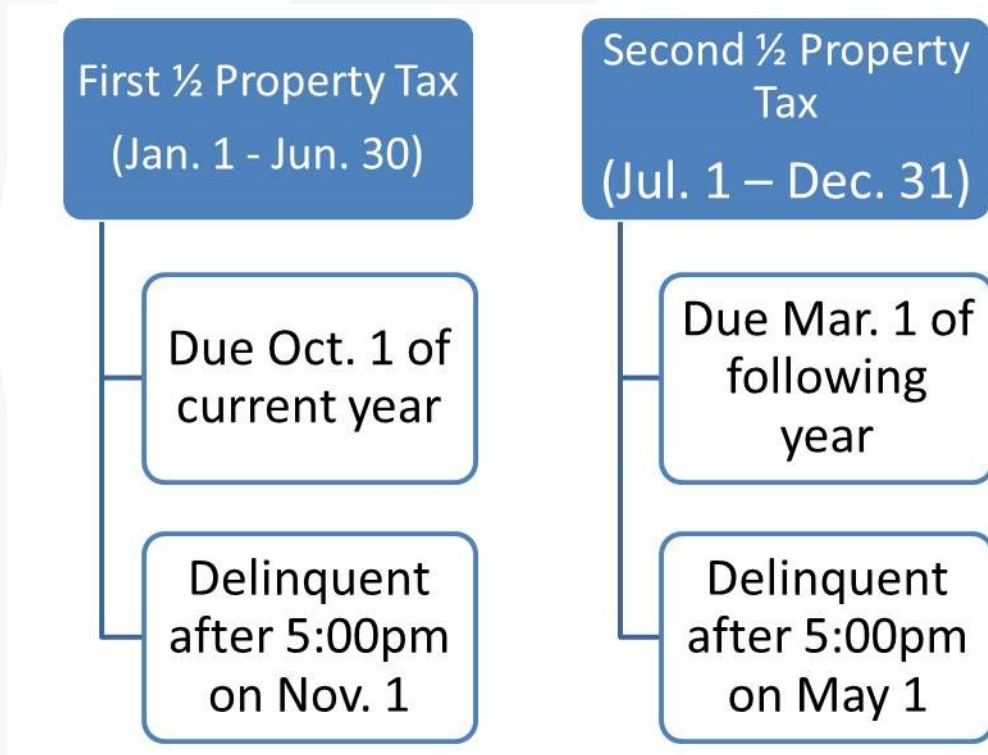 First ½ Property Tax
(Jan. 1 - Jun. 30)
Due Oct. 1 of
current year
Delinquent
after 5:00pm
on Nov. 1
Second ½ Property
Tax
(Jul. 1 – Dec. 31)
Due Mar. 1 of
following
year
Delinquent
after 5:00pm
on May 1